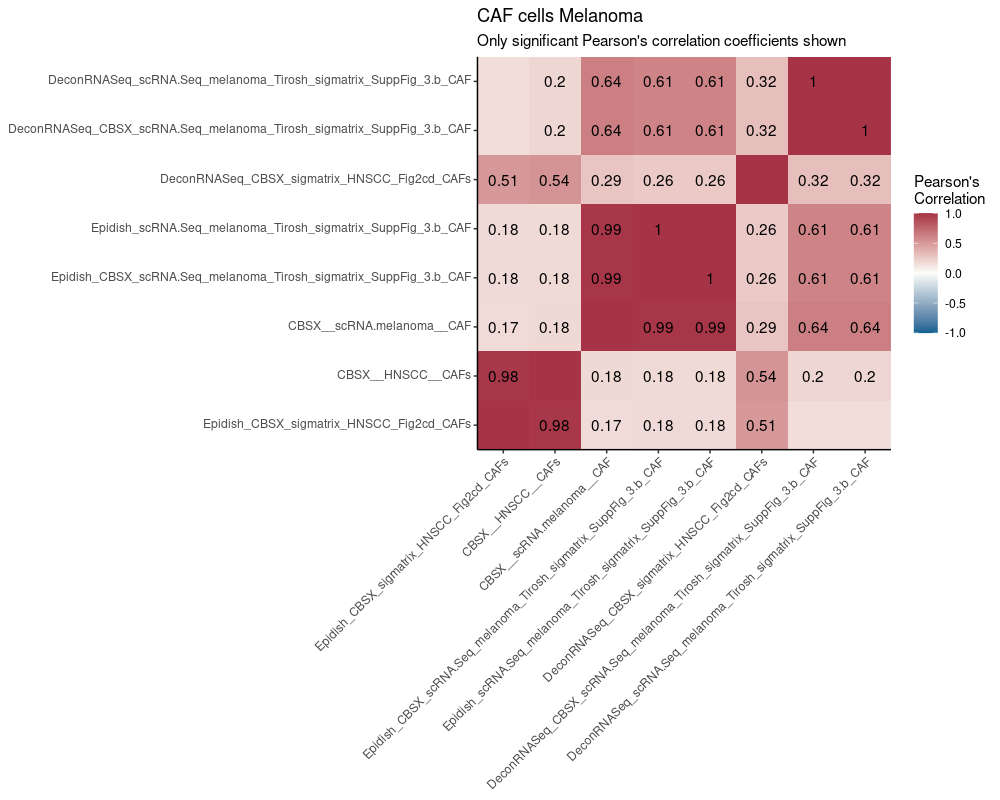 CAF cells Melanoma
Only significant Pearson's correlation coefficients shown
DeconRNASeq_scRNA.Seq_melanoma_Tirosh_sigmatrix_SuppFig_3.b_CAF 0.2 0.64 0.61 0.61 0.32 1
DeconRNASeq_CBSX_scRNA.Seq_melanoma_Tirosh_sigmatrix_SuppFig_3.b_CAF 0.2 0.64 0.61 0.61 0.32 1
DeconRNASeq_CBSX_sigmatrix_HNSCC_Fig2cd_CAFs 0.51 0.54 0.29 0.26 0.26 0.32 0.32
Epidish_scRNA.Seq_melanoma_Tirosh_sigmatrix_SuppFig_3.b_CAF 0.18 0.18 0.99 1 0.26 0.61 0.61
Epidish_CBSX_scRNA.Seq_melanoma_Tirosh_sigmatrix_SuppFig_3.b_CAF 0.18 0.18 0.99 1 0.26 0.61 0.61
CBSX__scRNA.melanoma__CAF 0.17 0.18 0.99 0.99 0.29 0.64 0.64
CBSX__HNSCC__CAFs 0.98 0.18 0.18 0.18 0.54 0.2 0.2
Epidish_CBSX_sigmatrix_HNSCC_Fig2cd_CAFs 0.98 0.17 0.18 0.18 0.51
Epidish_CBSX_sigmatrix_HNSCC_Fig2cd_CAFs
CBSX__HNSCC__CAFs
CBSX__scRNA.melanoma__CAF
Epidish_CBSX_scRNA.Seq_melanoma_Tirosh_sigmatrix_SuppFig_3.b_CAF
Epidish_scRNA.Seq_melanoma_Tirosh_sigmatrix_SuppFig_3.b_CAF
DeconRNASeq_CBSX_sigmatrix_HNSCC_Fig2cd_CAFs
DeconRNASeq_CBSX_scRNA.Seq_melanoma_Tirosh_sigmatrix_SuppFig_3.b_CAF
DeconRNASeq_scRNA.Seq_melanoma_Tirosh_sigmatrix_SuppFig_3.b_CAF
Pearson's
Correlation
1.0
0.5
0.0
-0.5
-1.0